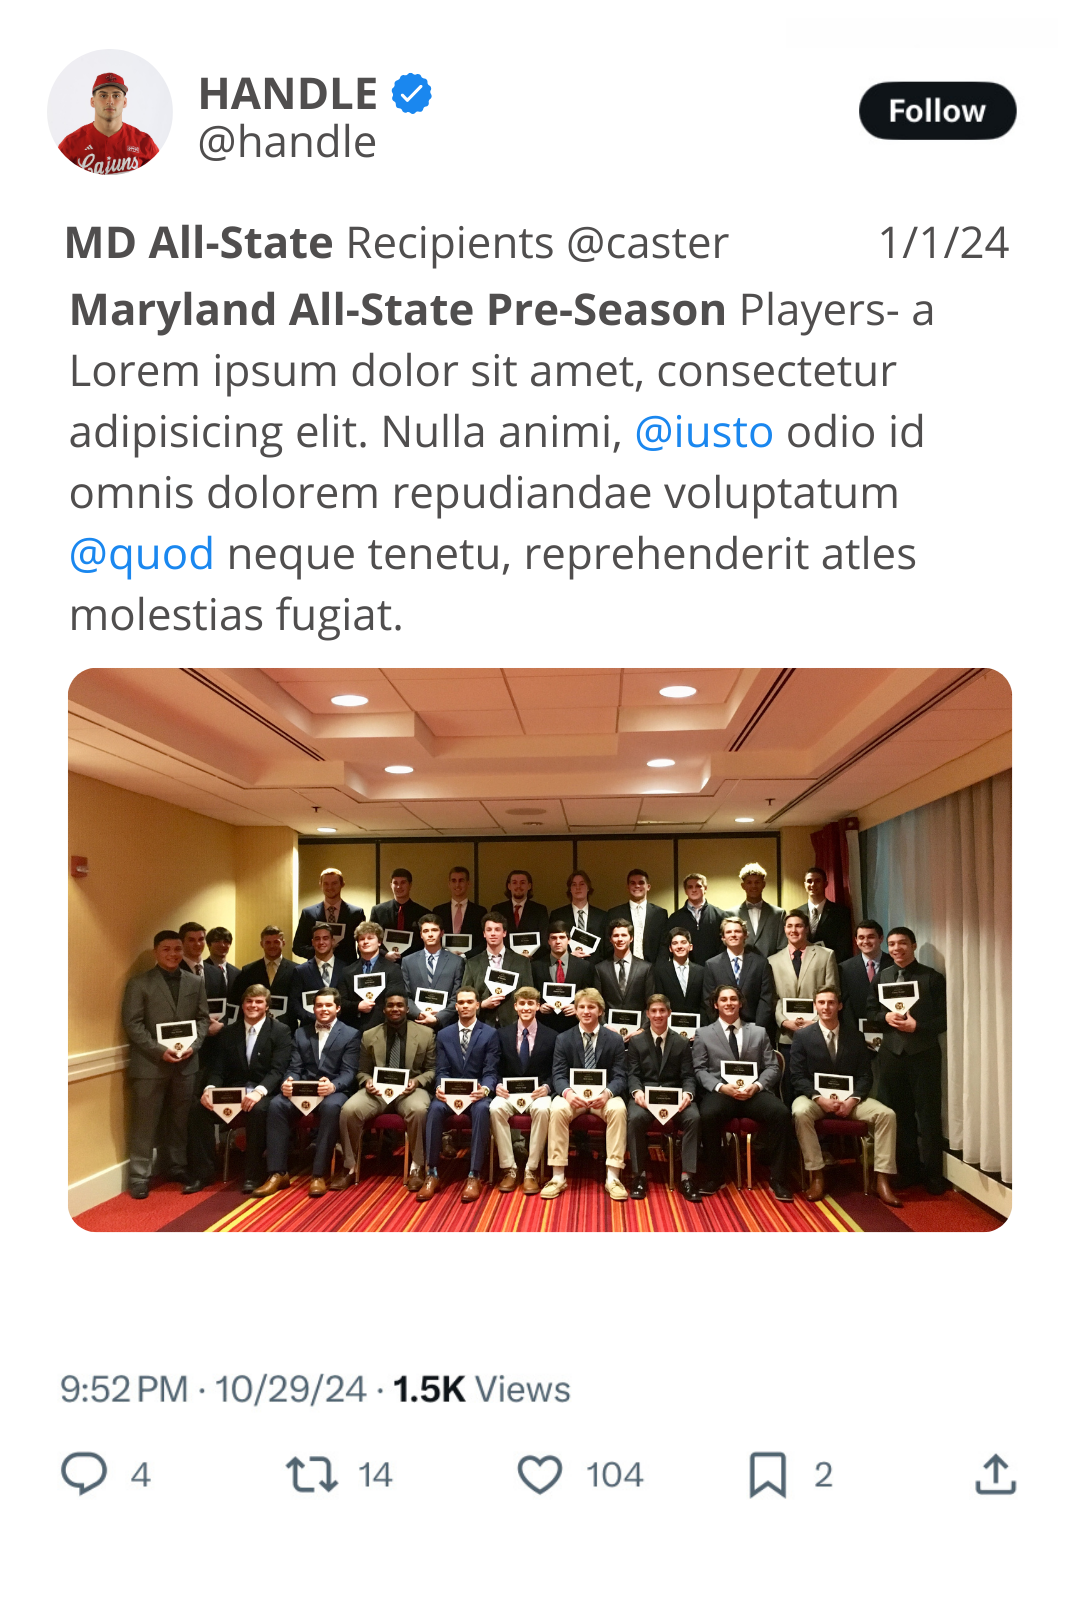 Cajuns
HANDLE
@handle
Follow
MD All-State Recipients @caster 1/1/24
Maryland All-State Pre-Season Players- a
Lorem ipsum dolor sit amet, consectetur
adipisicing elit. Nulla animi, @iusto odio id
omnis dolorem repudiandae voluptatum
@quod neque tenetu, reprehenderit atles
molestias fugiat.
9:52 PM · 10/29/24 · 1.5K Views
4 14 104 2